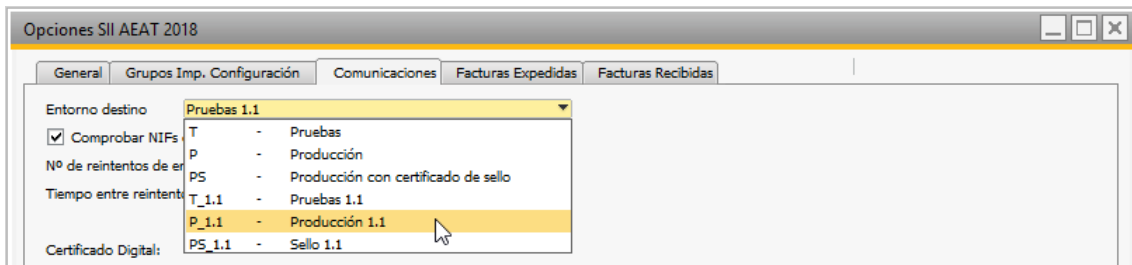 Opciones SII AEAT 2018
General Grupos Imp. Configuración Comunicaciones Facturas Expedidas Facturas Recibidas
Entorno destino Pruebas 1.1
Comprobar NIFs
T - Pruebas
P - Producción
Nº de reintentos de
PS - Producción con certificado de sello
Tiempo entre
T_1.1 - Pruebas 1.1
P_1.1 - Producción 1.1
Certificado Digital:
PS_1.1 - Sello 1.1